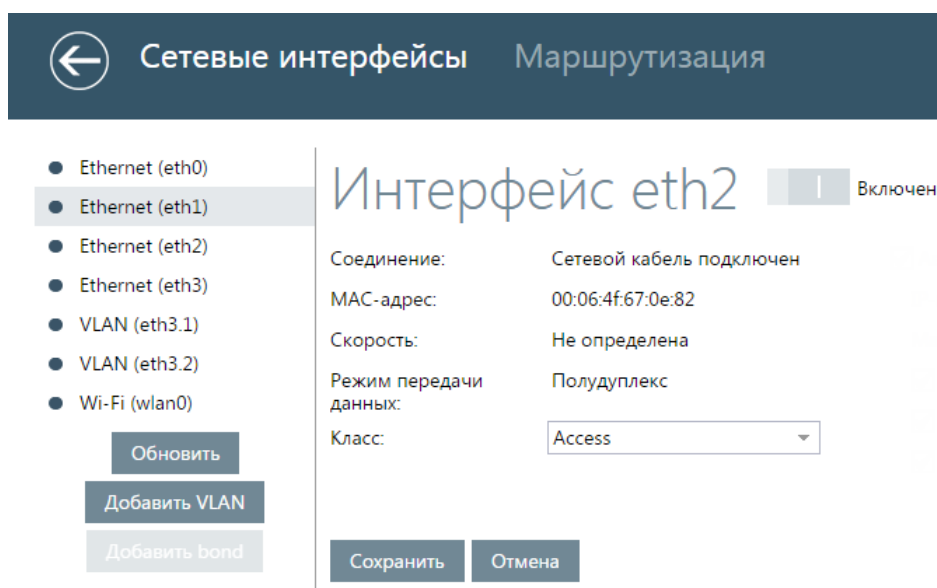 Сетевые интерфейсы Маршрутизация
Ethernet (eth0)
Ethernet (eth1)
Ethernet (eth2)
Ethernet (eth3)
VLAN (eth3.1)
VLAN (eth3.2)
Wi-Fi (wlan0)
Обновить
Добавить VLAN
Добавить bond
Интерфейс eth2 Включен
Соединение: Сетевой кабель подключен
MAC-адрес: 00:06:4f:67:0e:82
Скорость: Не определена
Режим передачи Полудуплекс
данных:
Класс: Access
Сохранить Отмена